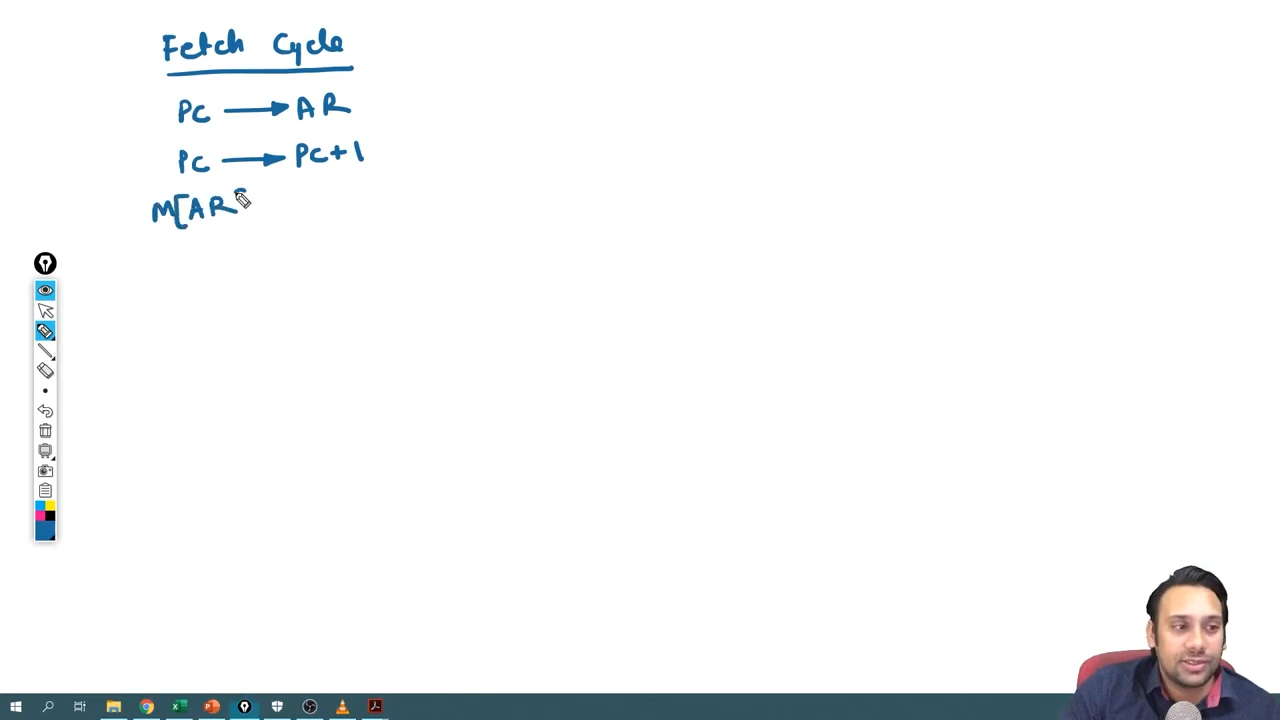 Fetch Cycle
PC → AR
PC → PC+1
M[AR